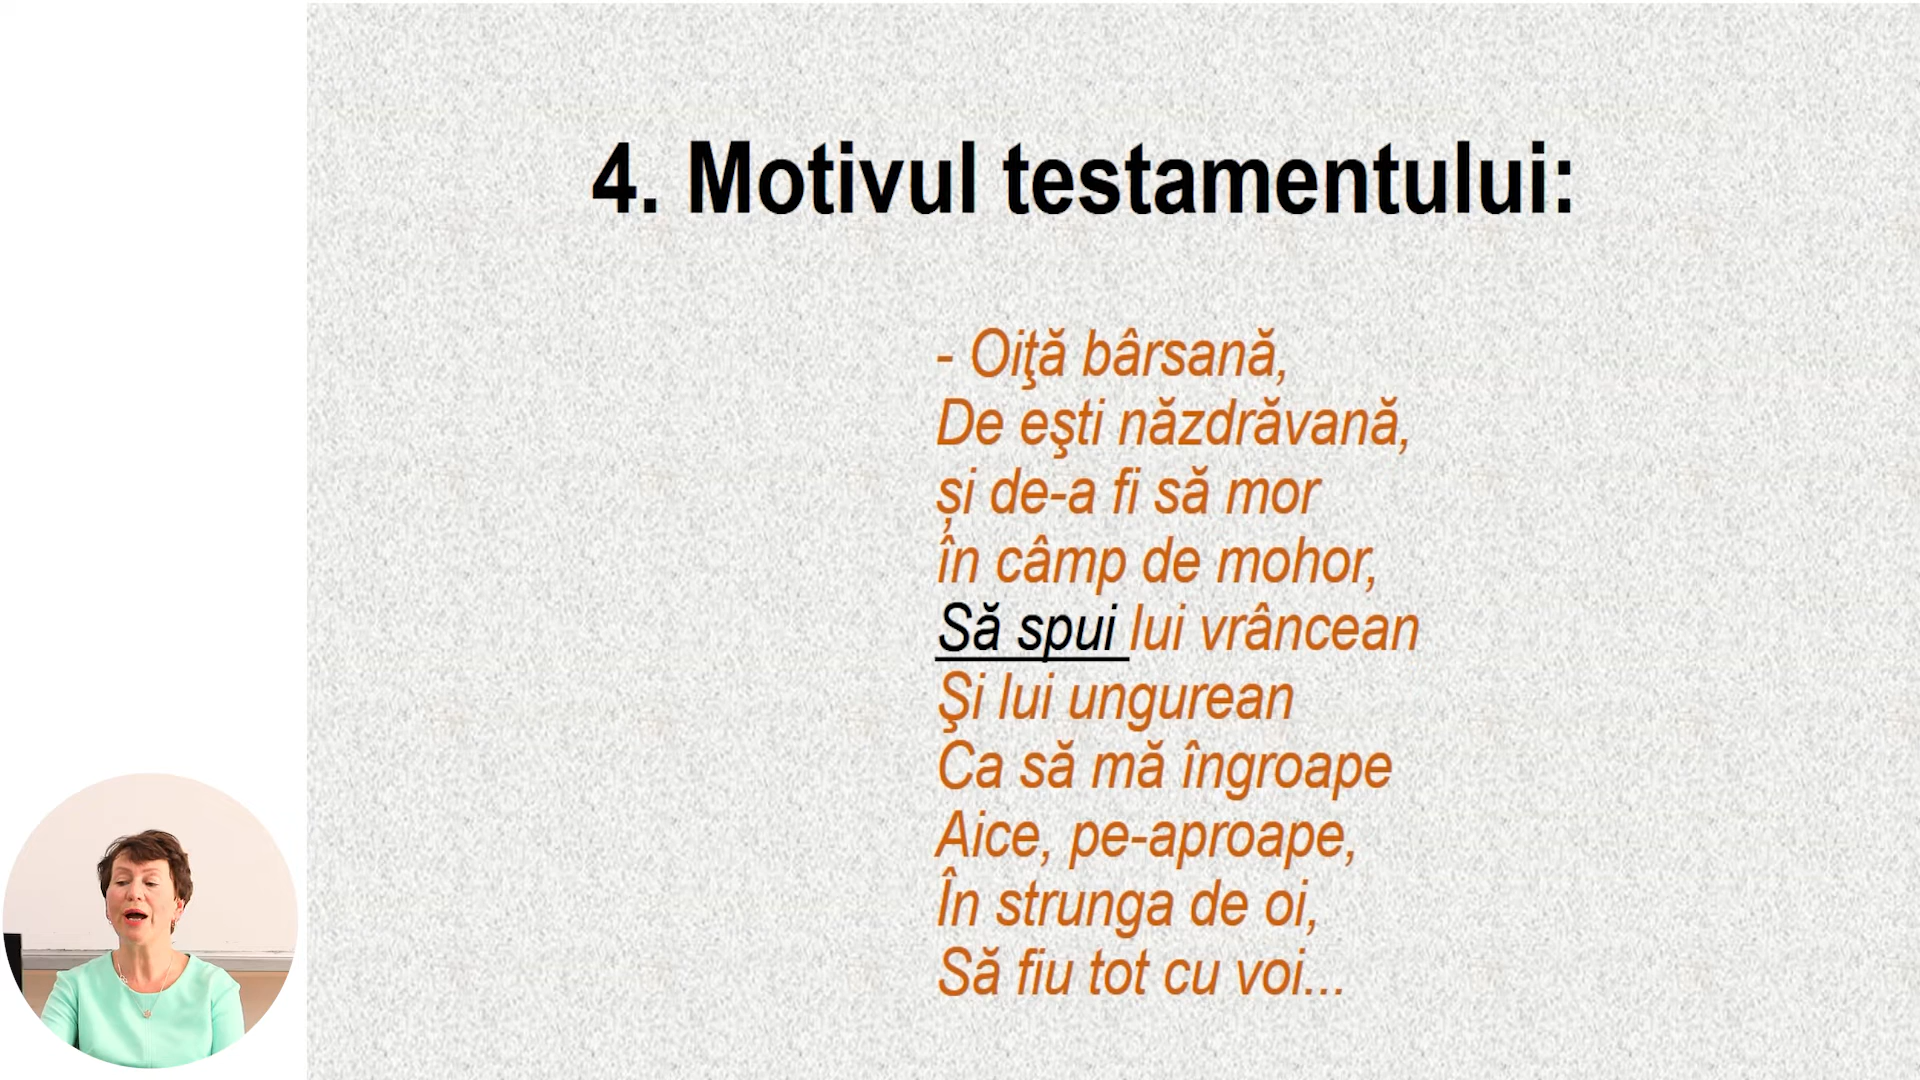 4. Motivul testamentului:
- Oiţă bârsană,
De eşti năzdrăvană,
și de-a fi să mor
în câmp de mohor,
Să spui lui vrâncean
Şi lui ungurean
Ca să mă îngroape
Aice, pe-aproape,
În strunga de oi,
Să fiu tot cu voi...